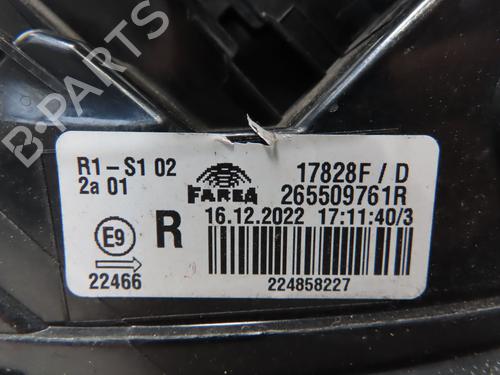 B-PARTS
R1-S1 02
2a 01
FAREA
17828F / D
265509761R
16.12.2022 17:11:40/3
E9
R
22466
224858227